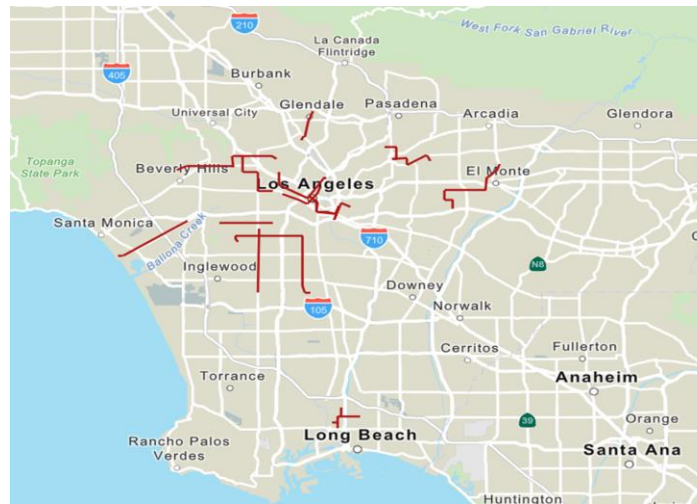 West Fork San Gabriel River
210
La Canada
Flintridge
405
Burbank
Universal City
Glendale
Pasadena
Arcadia
Glendora
Topanga
State Park
Beverly Hills
Los Angeles
El Monte
Santa Monica
Ballona Creek
710
N8
Inglewood
Downey
105
Norwalk
Cerritos
Fullerton
Torrance
Anaheim
39
Orange
Rancho Palos
Verdes
Long Beach
Santa Ana
Huntington